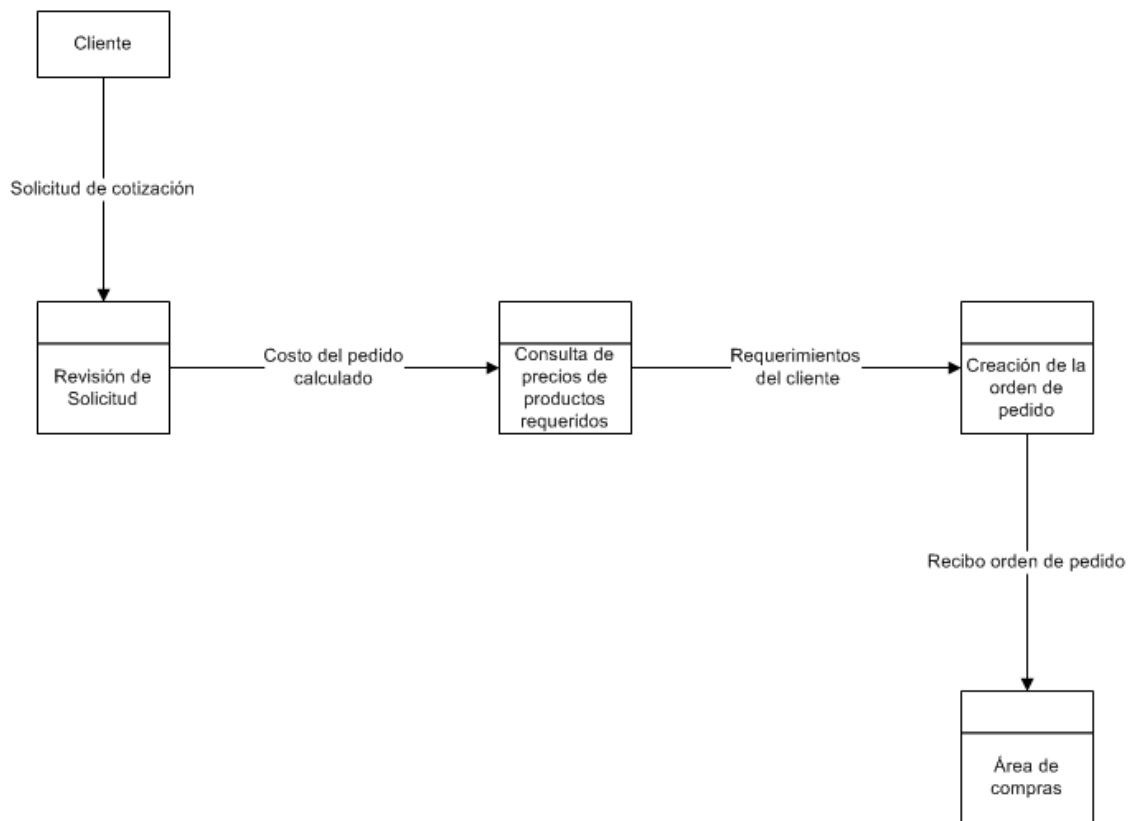 Cliente
Solicitud de cotización
Revisión de
Solicitud
Costo del pedido
calculado
Consulta de
precios de
productos
requeridos
Requerimientos
del cliente
Creación de la
orden de
pedido
Recibo orden de pedido
Área de
compras